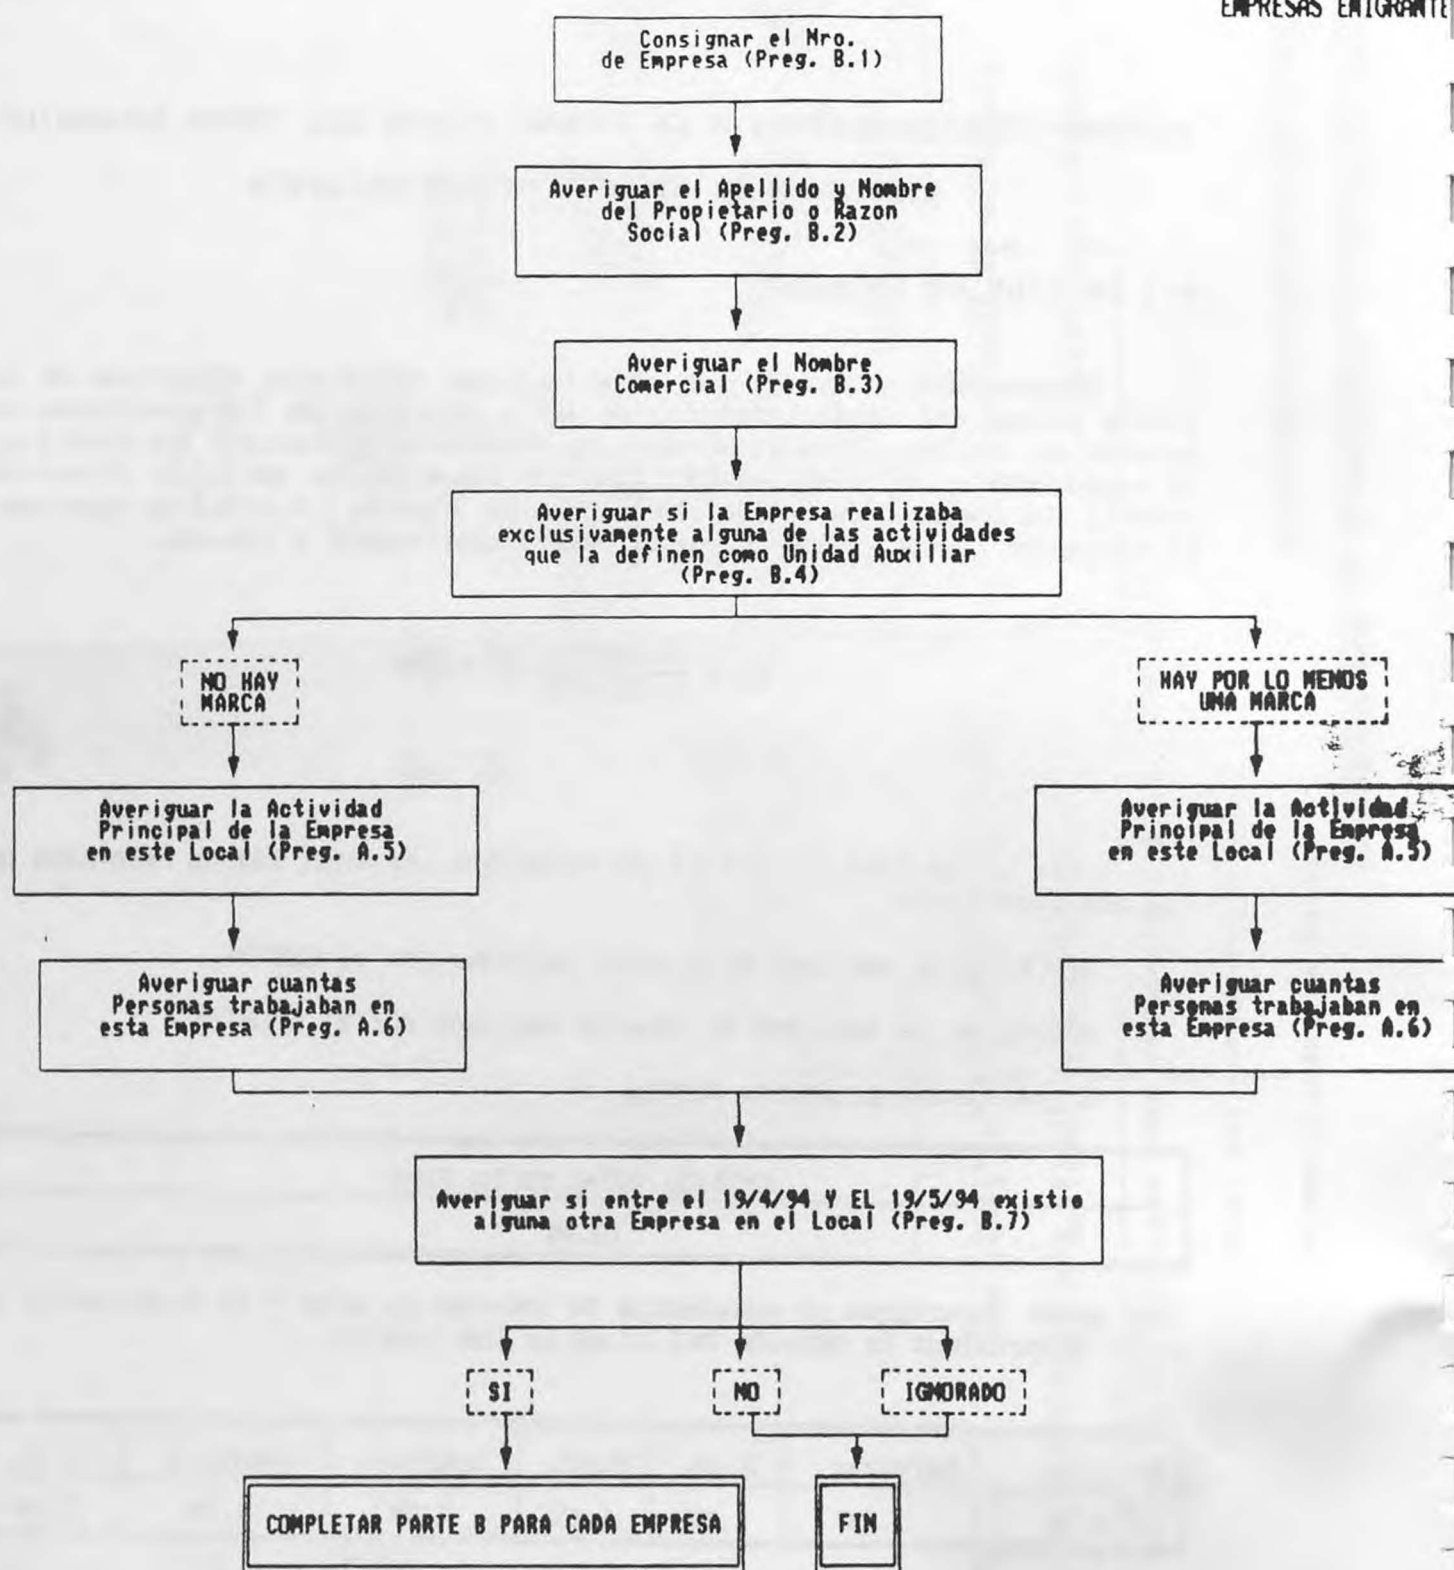 EMPRESAS EMIGRANTE
Consignar el Nro.
de Empresa (Preg. B.1)
Averiguar el Apellido y Nombre
del Propietario o Razon
Social (Preg. B.2)
Averiguar el Nombre
Comercial (Preg. B.3)
Averiguar si la Empresa realizaba
exclusivamente alguna de las actividades
que la definen como Unidad Auxiliar
(Preg. B.4)
NO HAY
MARCA
HAY POR LO MENOS
UNA MARCA
Averiguar la Actividad
Principal de la Empresa
en este Local (Preg. A.5)
Averiguar la Actividad
Principal de la Empresa
en este Local (Preg. A.5)
Averiguar cuantas
Personas trabajaban en
esta Empresa (Preg. A.6)
Averiguar cuantas
Personas trabajaban en
esta Empresa (Preg. A.6)
Averiguar si entre el 19/4/94 Y EL 19/5/94 existio
alguna otra Empresa en el Local (Preg. B.7)
SI
NO
IGNORADO
COMPLETAR PARTE B PARA CADA EMPRESA
FIN